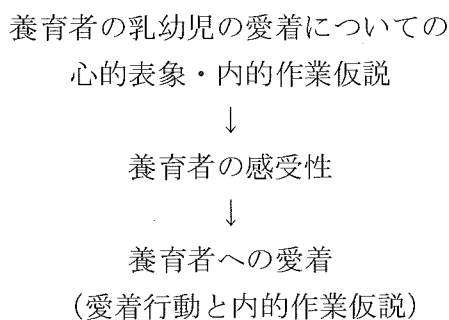 養育者の乳幼児の愛着についての
心的表象・内的作業仮説
↓
養育者の感受性
↓
養育者への愛着
(愛着行動と内的作業仮説)